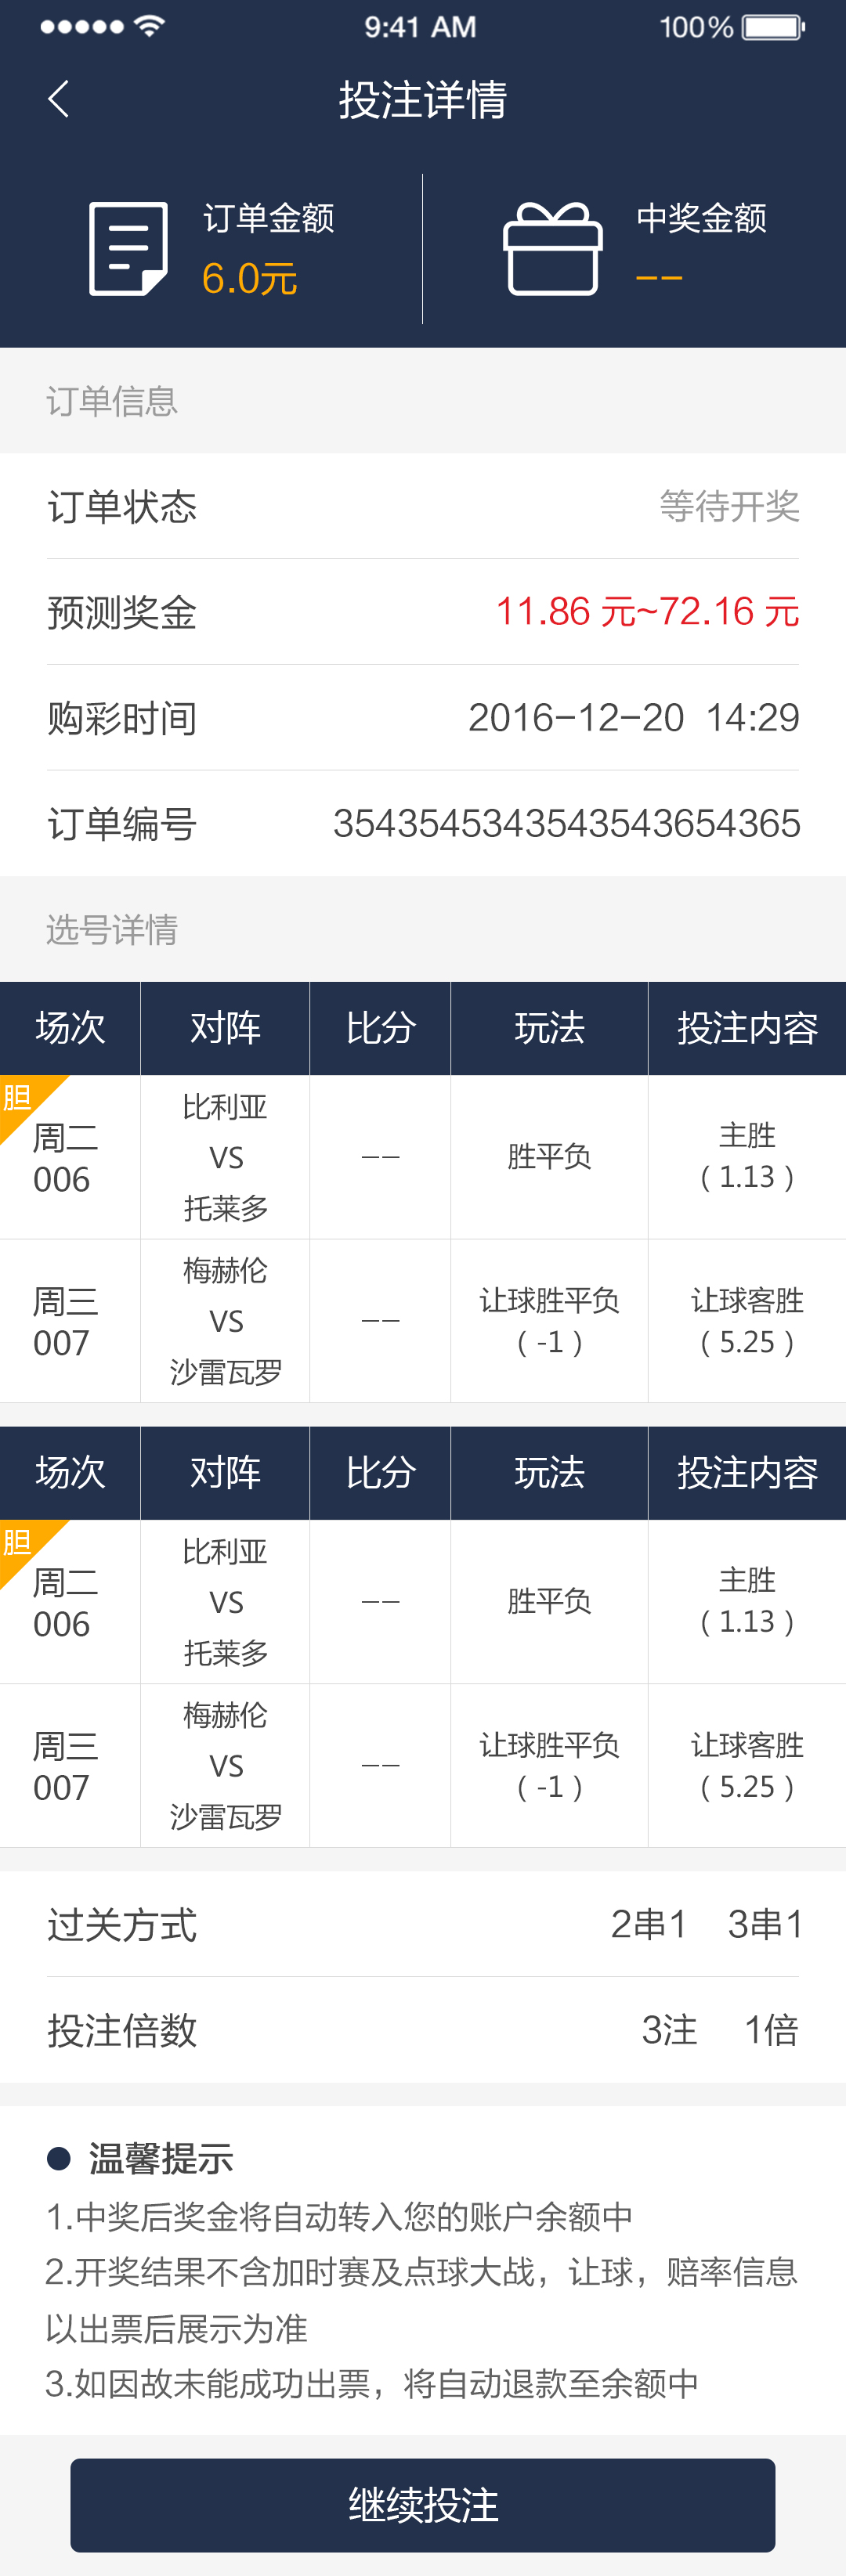 9:41 AM 100%
投注详情
订单金额 中奖金额
6.0元 --
订单信息
订单状态 等待开奖
预测奖金 11.86 元~72.16 元
购彩时间 2016-12-20 14:29
订单编号 3543545343543543654365
选号详情
场次 对阵 比分 玩法 投注内容
胆
周二
006
比利亚
VS
托莱多
--
胜平负
主胜
(1.13)
周三
007
梅赫伦
VS
沙雷瓦罗
--
让球胜平负
(-1)
让球客胜
(5.25)
场次 对阵 比分 玩法 投注内容
胆
周二
006
比利亚
VS
托莱多
--
胜平负
主胜
(1.13)
周三
007
梅赫伦
VS
沙雷瓦罗
--
让球胜平负
(-1)
让球客胜
(5.25)
过关方式 2串1 3串1
投注倍数 3注 1倍
温馨提示
1.中奖后奖金将自动转入您的账户余额中
2.开奖结果不含加时赛及点球大战，让球，赔率信息
以出票后展示为准
3.如因故未能成功出票，将自动退款至余额中
继续投注